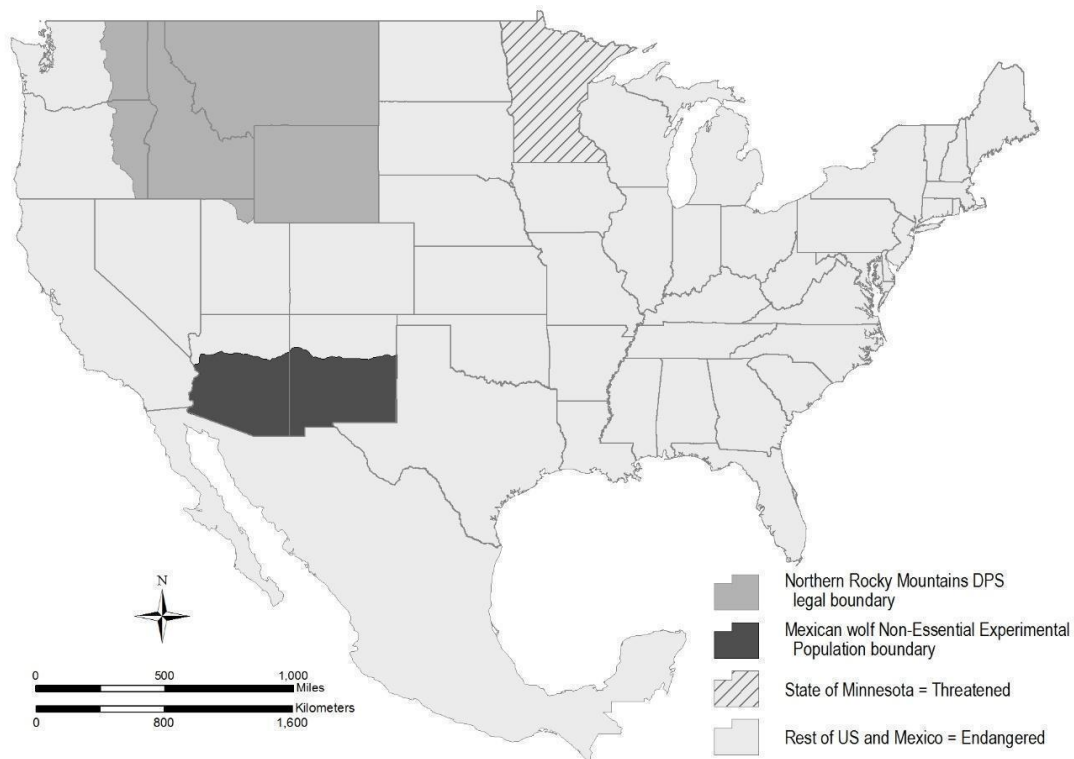 Northern Rocky Mountains DPS
legal boundary
Mexican wolf Non-Essential Experimental
Population boundary
State of Minnesota = Threatened
Rest of US and Mexico = Endangered
N
0 500 1,000
Miles
Kilometers
0 800 1,600